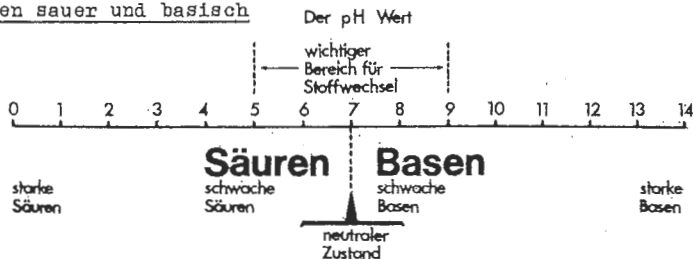 en sauer und basisch
Der pH Wert
wichtiger
Bereich für
Stoffwechsel
0 1 2 3 4 5 6 7 8 9 10 11 12 13 14
Säuren Basen
starke schwache schwache starke
Säuren Säuren Basen Basen
neutraler
Zustand